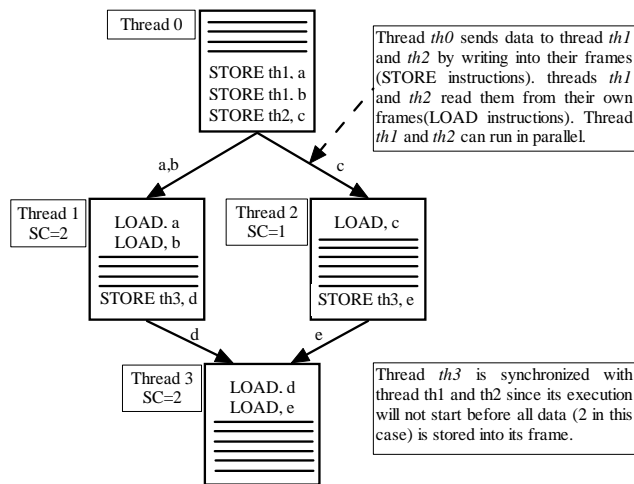 Thread 0
STORE th1, a
STORE th1, b
STORE th2, c
Thread th0 sends data to thread th1
and th2 by writing into their frames
(STORE instructions). threads th1
and th2 read them from their own
frames(LOAD instructions). Thread
th1 and th2 can run in parallel.
a,b
c
Thread 1
SC=2
LOAD, a
LOAD, b
STORE th3, d
Thread 2
SC=1
LOAD, c
STORE th3, e
d
e
Thread 3
SC=2
LOAD, d
LOAD, e
Thread th3 is synchronized with
thread th1 and th2 since its execution
will not start before all data (2 in this
case) is stored into its frame.